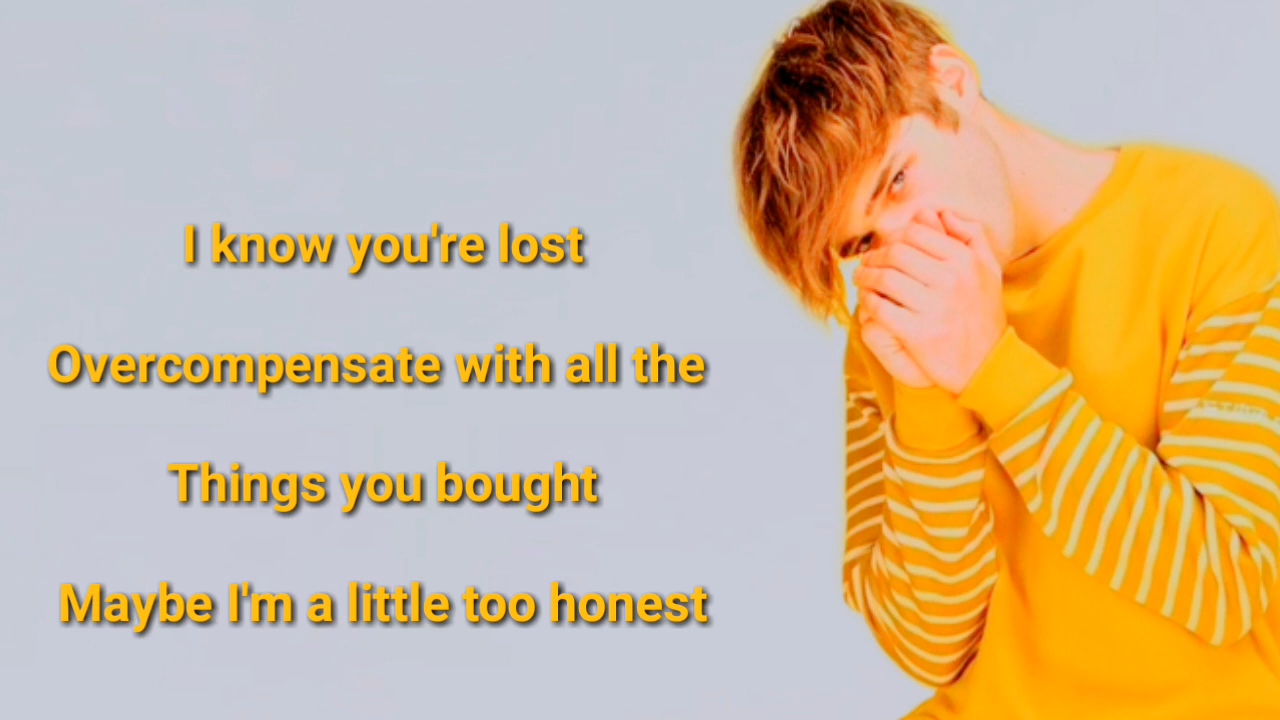 I know you're lost
Overcompensate with all the
Things you bought
Maybe I'm a little too honest